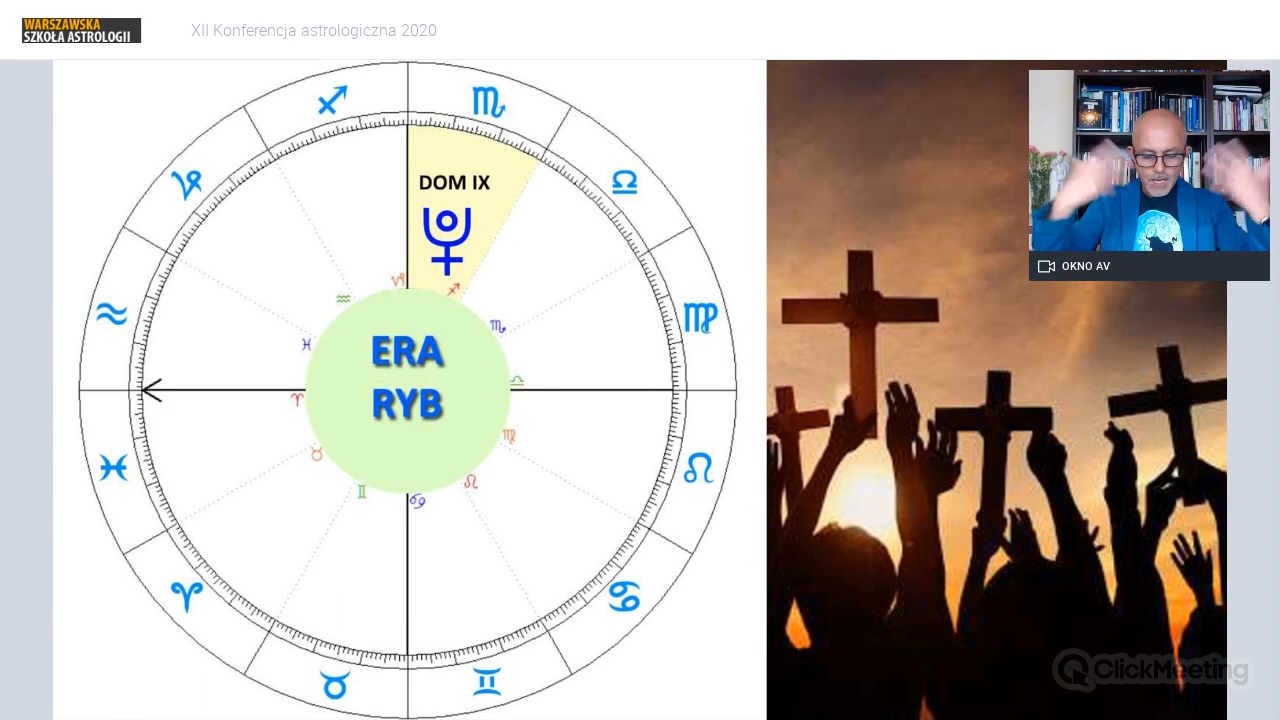 WARSZAWSKA
SZKOŁA ASTROLOGII
XII Konferencja astrologiczna 2020
DOM IX
ERA
RYB
OKNO AV
ClickMeeting